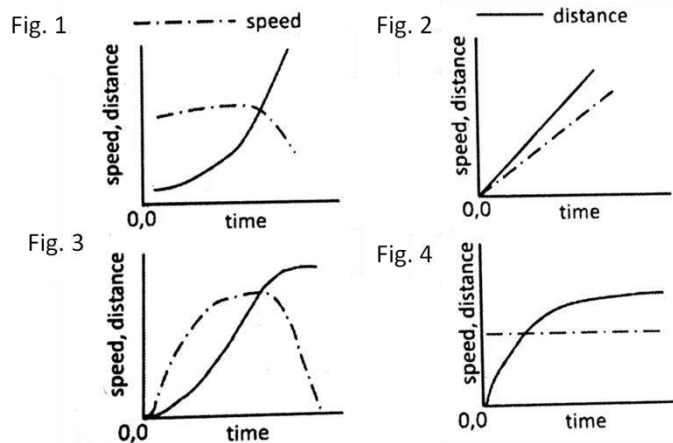 Fig. 1
speed
Fig. 2
distance
speed, distance
0,0
time
speed, distance
0,0
time
Fig. 3
Fig. 4
speed, distance
0,0
time
speed, distance
0,0
time